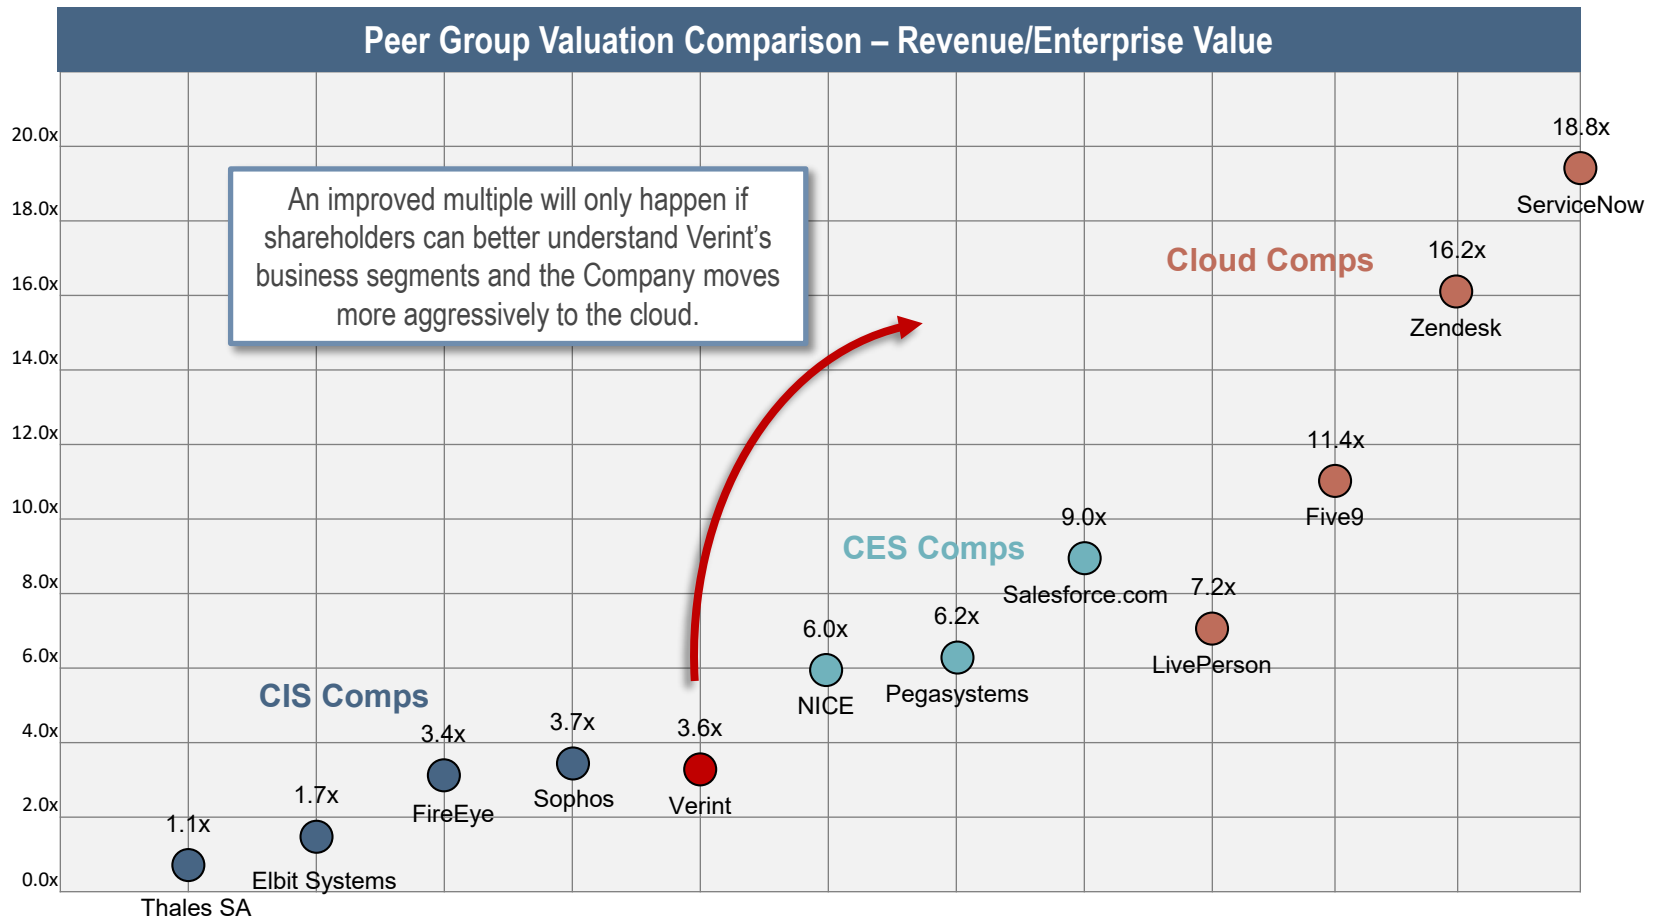 Peer Group Valuation Comparison – Revenue/Enterprise Value
20.0x
18.0x
16.0x
14.0x
12.0x
10.0x
8.0x
6.0x
4.0x
2.0x
0.0x
An improved multiple will only happen if
shareholders can better understand Verint’s
business segments and the Company moves
more aggressively to the cloud.
CIS Comps
CES Comps
Cloud Comps
1.1x
Thales SA
1.7x
Elbit Systems
3.4x
FireEye
3.7x
Sophos
3.6x
Verint
6.0x
NICE
6.2x
Pegasystems
9.0x
Salesforce.com
7.2x
LivePerson
11.4x
Five9
16.2x
Zendesk
18.8x
ServiceNow